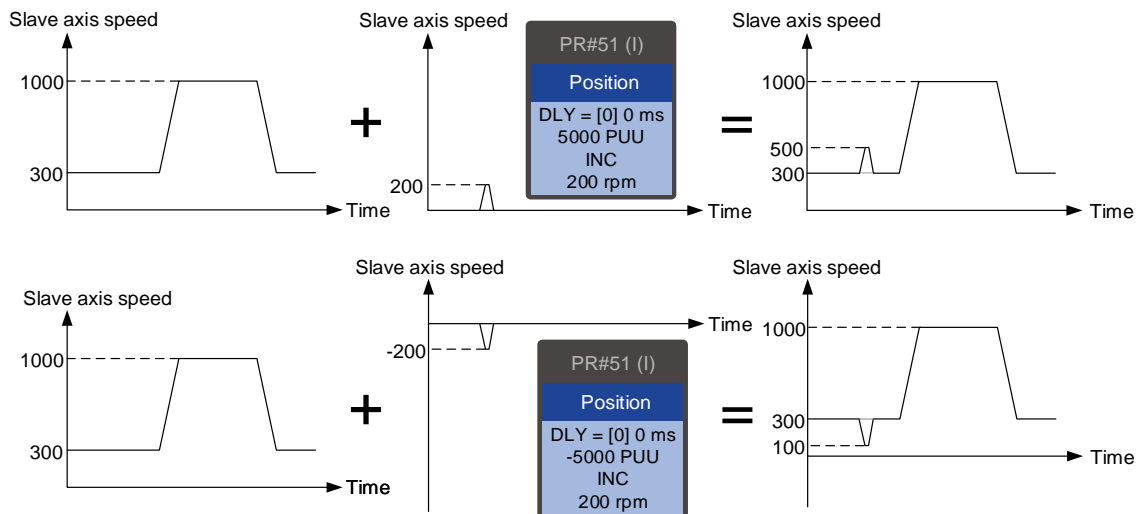 Slave axis speed
1000
300
Time
+
Slave axis speed
200
Time
PR#51 (I)
Position
DLY = [0] 0 ms
5000 PUU
INC
200 rpm
=
Slave axis speed
1000
500
300
Time
Slave axis speed
1000
300
Time
+
Slave axis speed
-200
Time
PR#51 (I)
Position
DLY = [0] 0 ms
-5000 PUU
INC
200 rpm
=
Slave axis speed
1000
300
100
Time